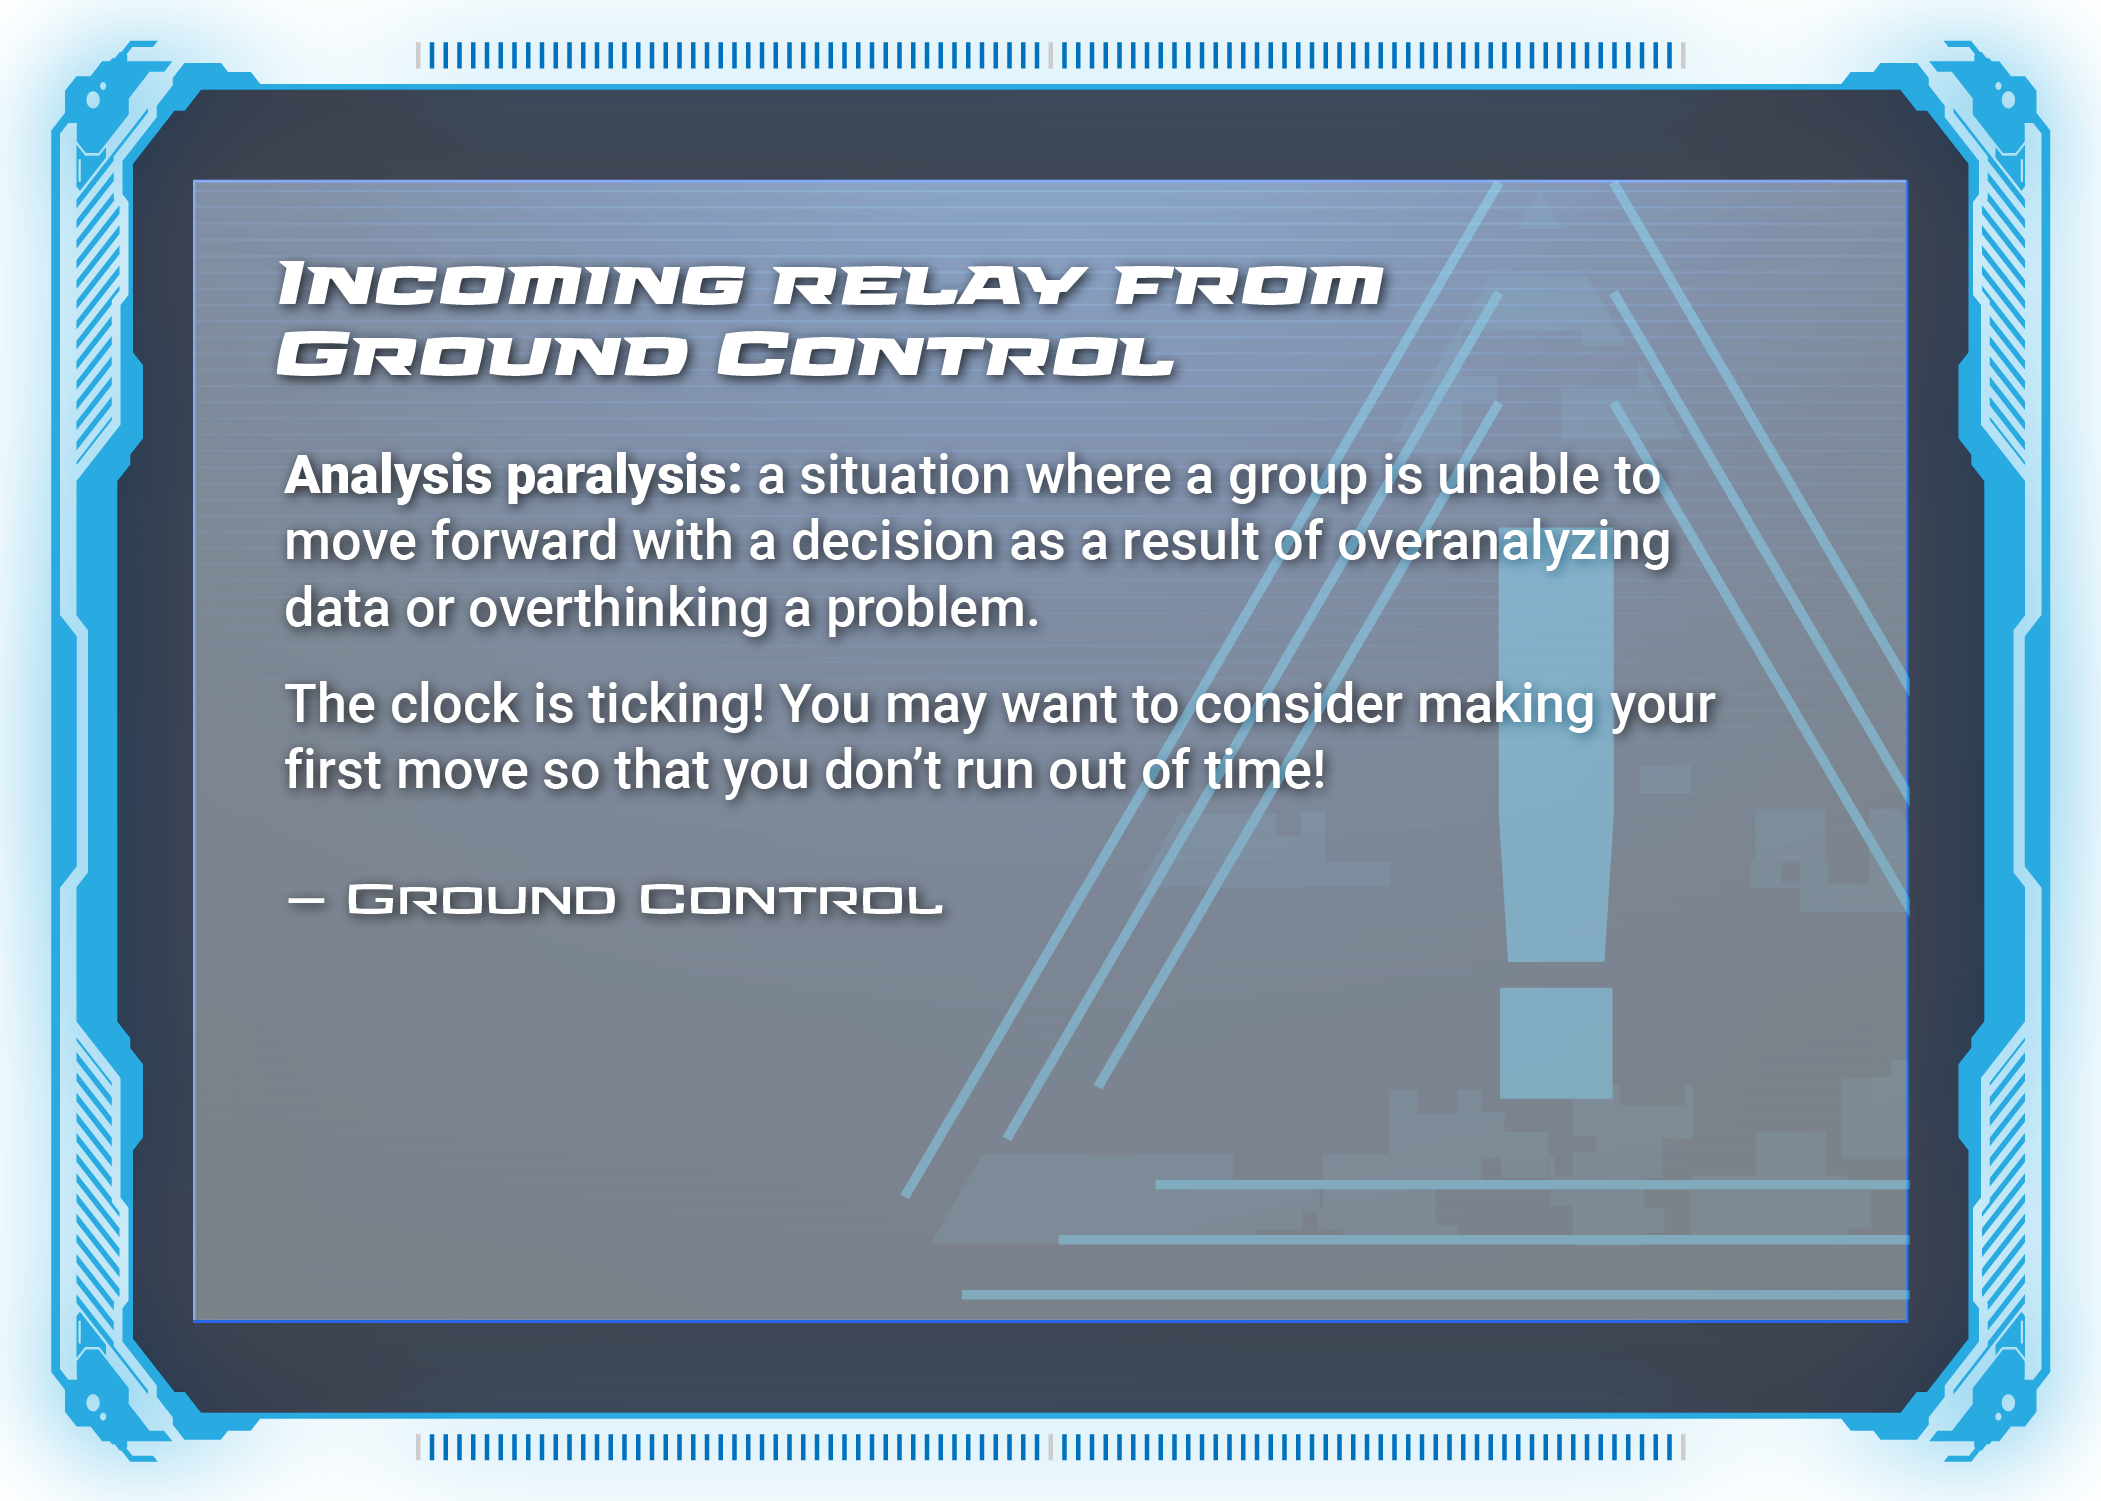 Incoming relay from
Ground Control
Analysis paralysis: a situation where a group is unable to
move forward with a decision as a result of overanalyzing
data or overthinking a problem.
The clock is ticking! You may want to consider making your
first move so that you don’t run out of time!
– Ground Control